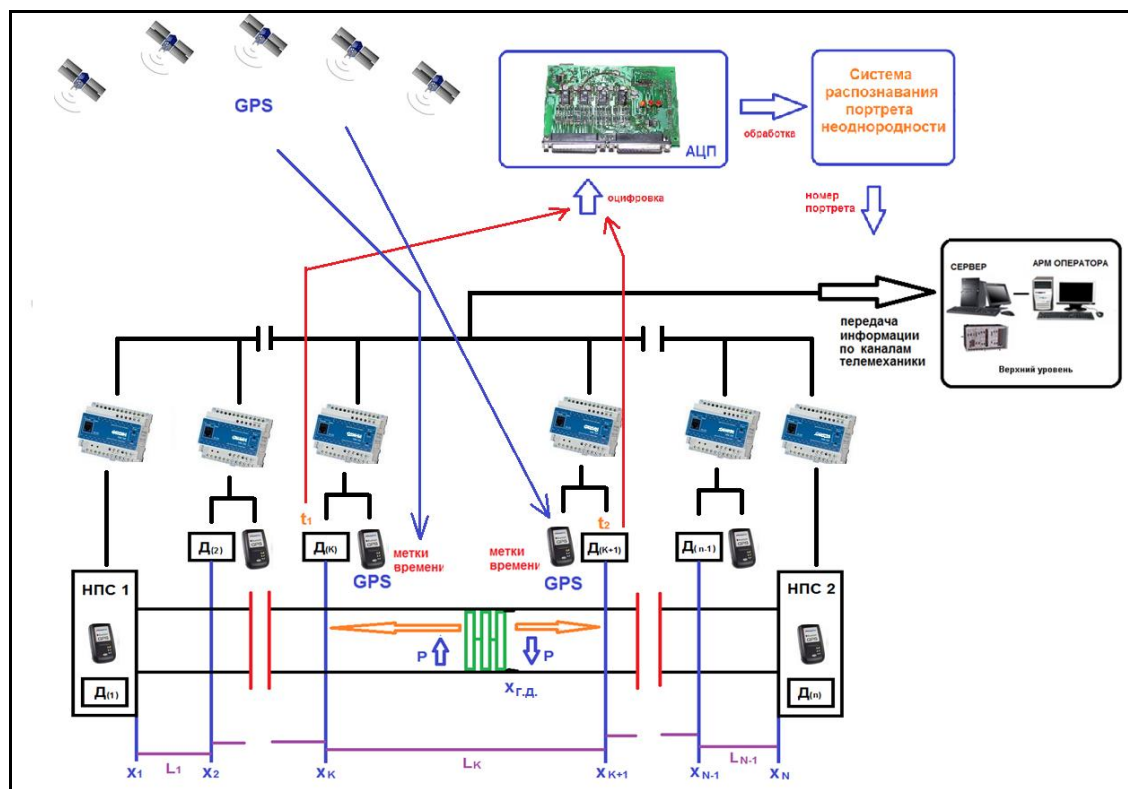 GPS
АЦП
обработка
Система
распознавания
портрета
неоднородности
оцифровка
номер
портрета
СЕРВЕР
АРМ ОПЕРАТОРА
Верхний уровень
передача
информации
по каналам
телемеханики
t1
t2
Д(2)
Д(К)
метки
времени
GPS
метки
времени
GPS
Д(К+1)
Д(n-1)
НПС 1
Д(1)
P
P
xГ.Д.
НПС 2
Д(n)
L1
LK
LN-1
x1
x2
xK
xK+1
xN-1
xN